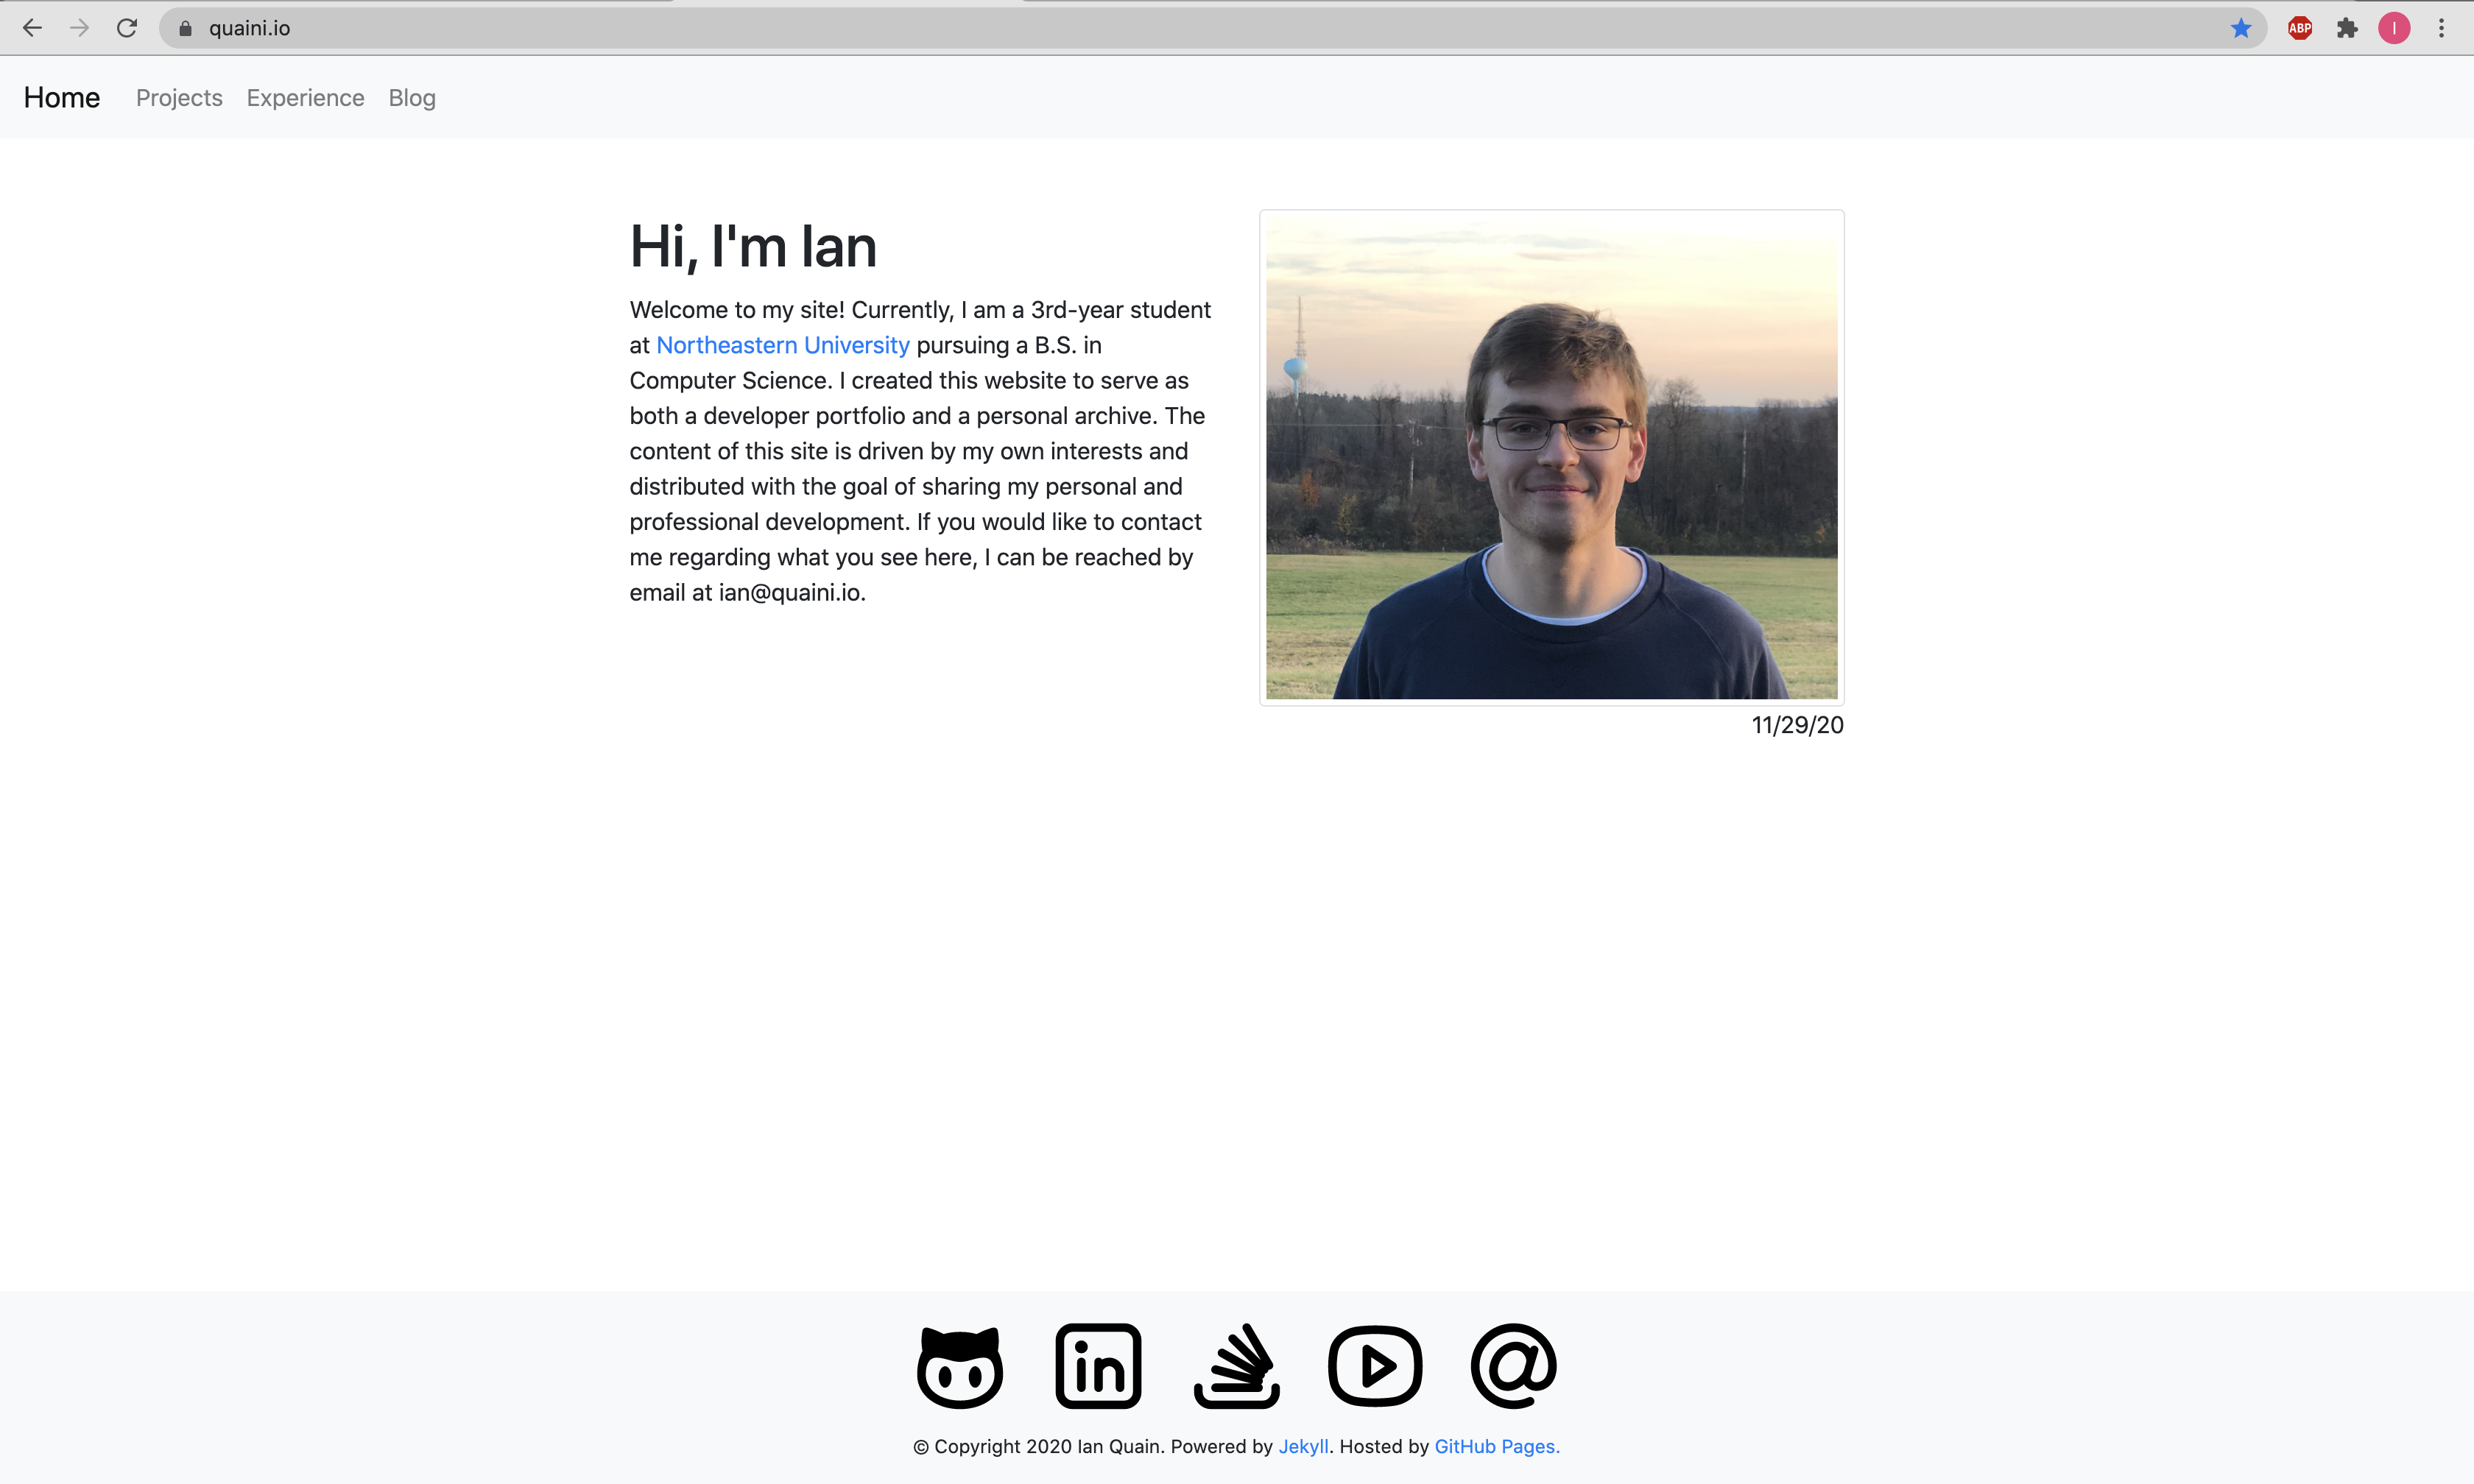 quaini.io
ABP
I
Home Projects Experience Blog
Hi, I'm Ian
Welcome to my site! Currently, I am a 3rd-year student
at Northeastern University pursuing a B.S. in
Computer Science. I created this website to serve as
both a developer portfolio and a personal archive. The
content of this site is driven by my own interests and
distributed with the goal of sharing my personal and
professional development. If you would like to contact
me regarding what you see here, I can be reached by
email at ian@quaini.io.
11/29/20
in
@
© Copyright 2020 Ian Quain. Powered by Jekyll. Hosted by GitHub Pages.